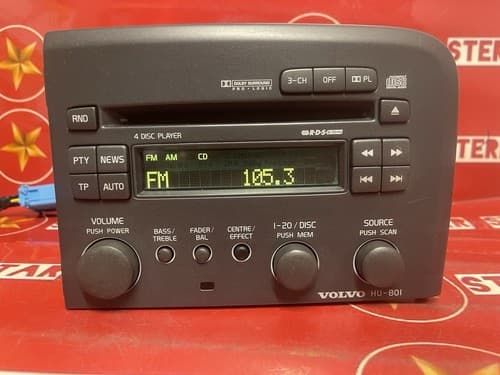 STER
STAR
DOLBY SURROUND
PRO • LOGIC
3-CH
OFF
PL
RND
4 DISC PLAYER
R·D·S
PTY
NEWS
TP
AUTO
FM AM CD
FM 105.3
VOLUME
PUSH POWER
BASS/
TREBLE
FADER/
BAL
CENTRE/
EFFECT
1-20 / DISC
PUSH MEM
SOURCE
PUSH SCAN
VOLVO HU-801